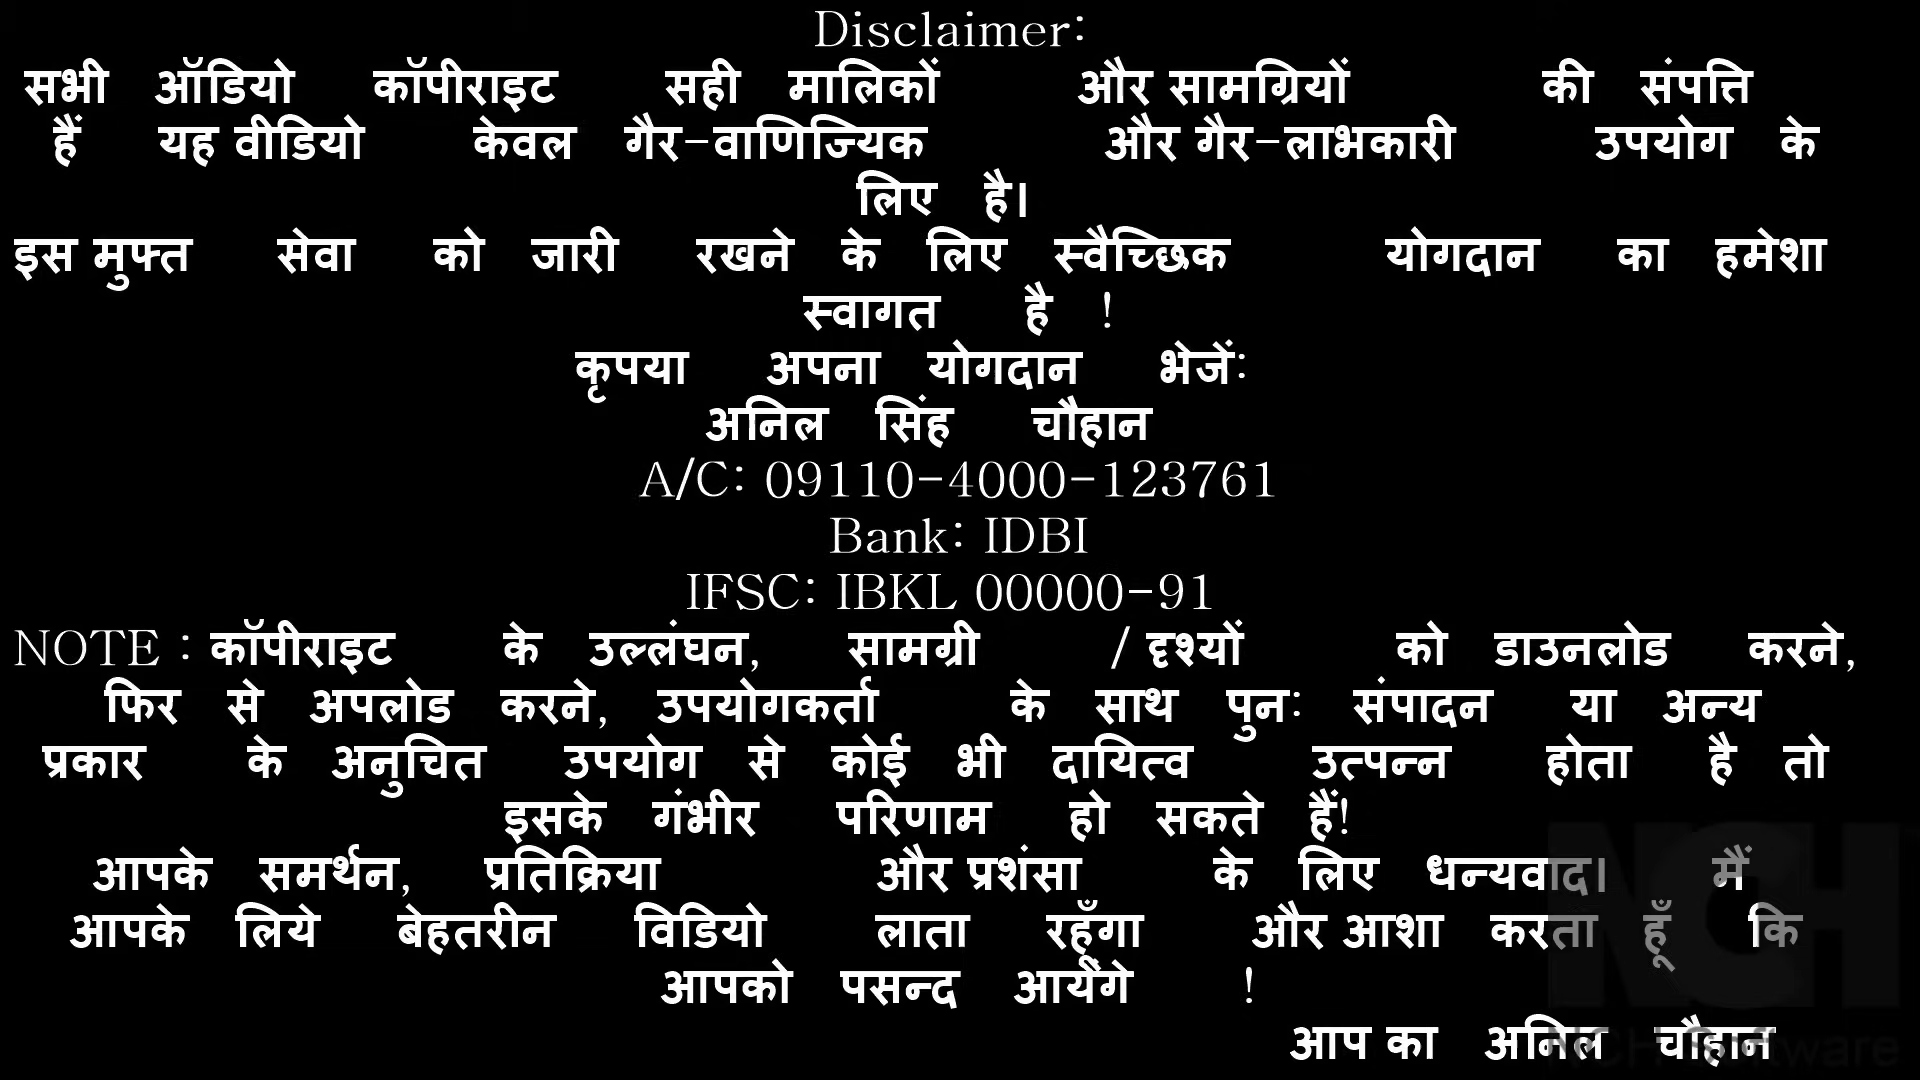 Disclaimer:
सभी ऑडियो कॉपीराइट सही मालिकों और सामग्रियों की संपत्ति
हैं यह वीडियो केवल गैर-वाणिज्यिक और गैर-लाभकारी उपयोग के
लिए है।
इस मुफ्त सेवा को जारी रखने के लिए स्वैच्छिक योगदान का हमेशा
स्वागत है !
कृपया अपना योगदान भेजें:
अनिल सिंह चौहान
A/C: 09110-4000-123761
Bank: IDBI
IFSC: IBKL 00000-91
NOTE : कॉपीराइट के उल्लंघन, सामग्री / दृश्यों को डाउनलोड करने,
फिर से अपलोड करने, उपयोगकर्ता के साथ पुन: संपादन या अन्य
प्रकार के अनुचित उपयोग से कोई भी दायित्व उत्पन्न होता है तो
इसके गंभीर परिणाम हो सकते हैं!
आपके समर्थन, प्रतिक्रिया और प्रशंसा के लिए धन्यवाद। मैं
आपके लिये बेहतरीन विडियो लाता रहूँगा और आशा करता हूँ कि
आपको पसन्द आयेंगे !
आप का अनिल चौहान
NCH
NCH Software